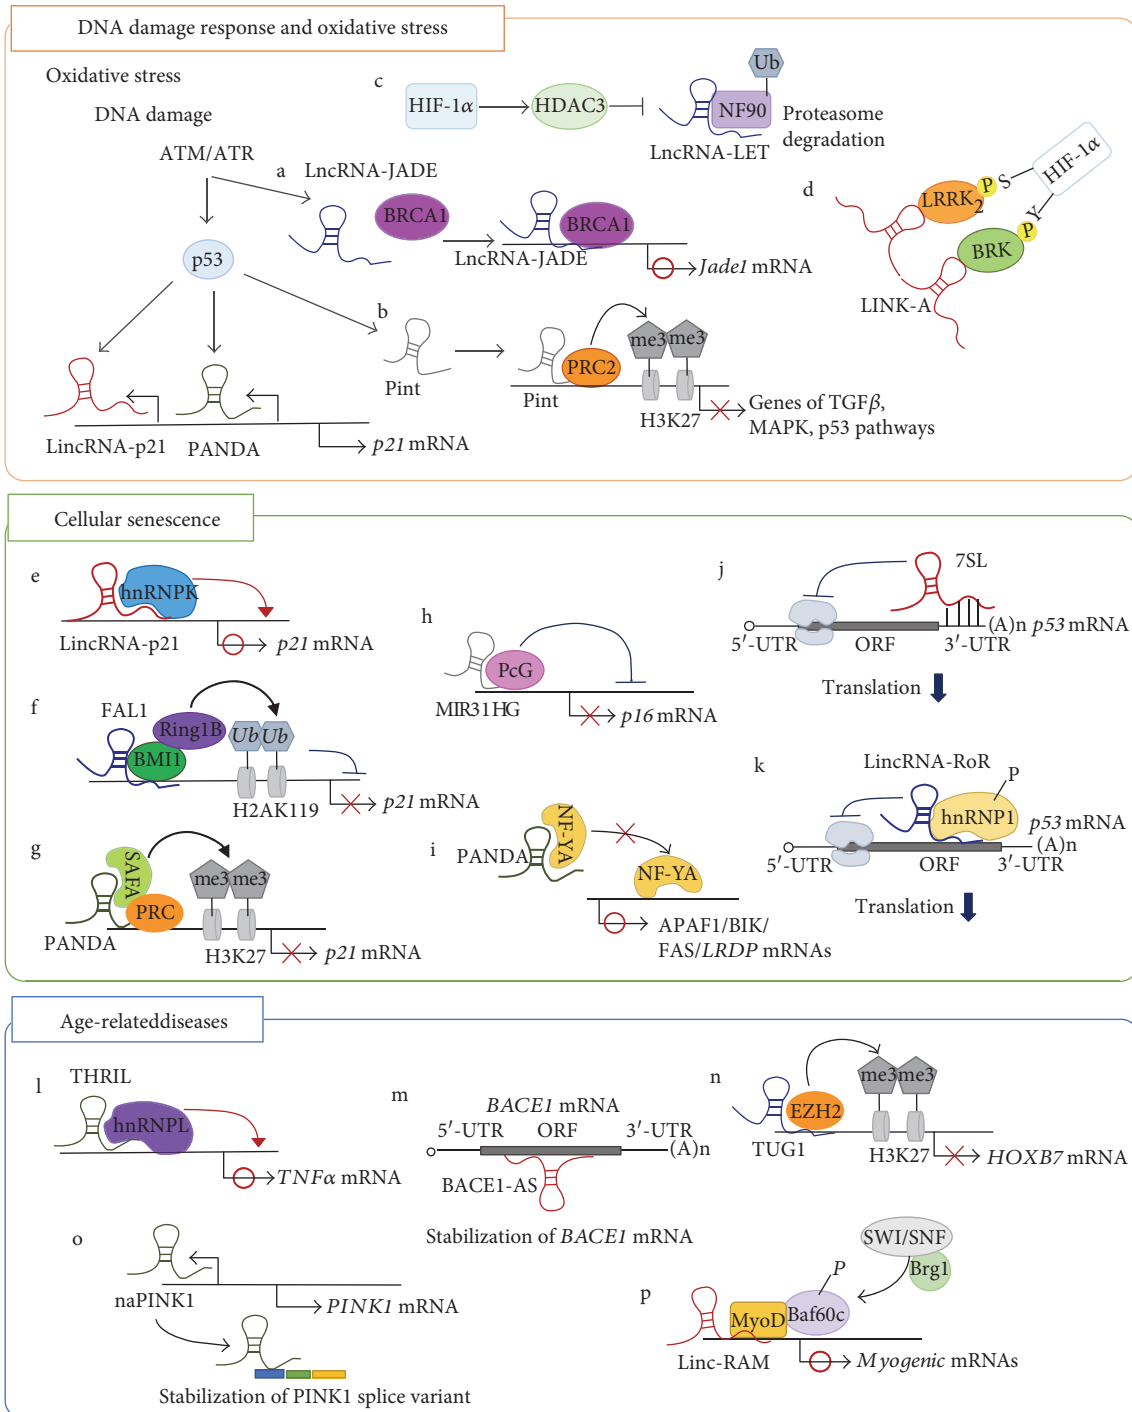 DNA damage response and oxidative stress
Oxidative stress
DNA damage
ATM/ATR
p53
LincRNA-p21
PANDA
p21 mRNA
a
LncRNA-JADE
BRCA1
BRCA1
LncRNA-JADE
Jade1 mRNA
b
Pint
Pint
PRC2
me3
me3
H3K27
Genes of TGFβ,
MAPK, p53 pathways
c
HIF-1α
HDAC3
Ub
NF90
LncRNA-LET
Proteasome
degradation
d
LRRK2
P
S
HIF-1α
BRK
P
Y
LINK-A
Cellular senescence
e
hnRNPK
LincRNA-p21
p21 mRNA
f
FAL1
Ring1B
BMI1
Ub
Ub
H2AK119
p21 mRNA
g
SAFA
PRC
PANDA
me3
me3
H3K27
p21 mRNA
h
PcG
MIR31HG
p16 mRNA
i
PANDA
NF-YA
NF-YA
APAF1/BIK/
FAS/LRDP mRNAs
j
7SL
5′-UTR
ORF
3′-UTR
(A)n p53 mRNA
Translation
k
LincRNA-RoR
P
hnRNP1
p53 mRNA
(A)n
5′-UTR
ORF
3′-UTR
Translation
Age-relateddiseases
l
THRIL
hnRNPL
TNFα mRNA
m
BACE1 mRNA
5′-UTR
ORF
3′-UTR
(A)n
BACE1-AS
Stabilization of BACE1 mRNA
n
EZH2
TUG1
me3
me3
H3K27
HOXB7 mRNA
o
naPINK1
PINK1 mRNA
Stabilization of PINK1 splice variant
p
SWI/SNF
Brg1
P
MyoD
Baf60c
Linc-RAM
Myogenic mRNAs